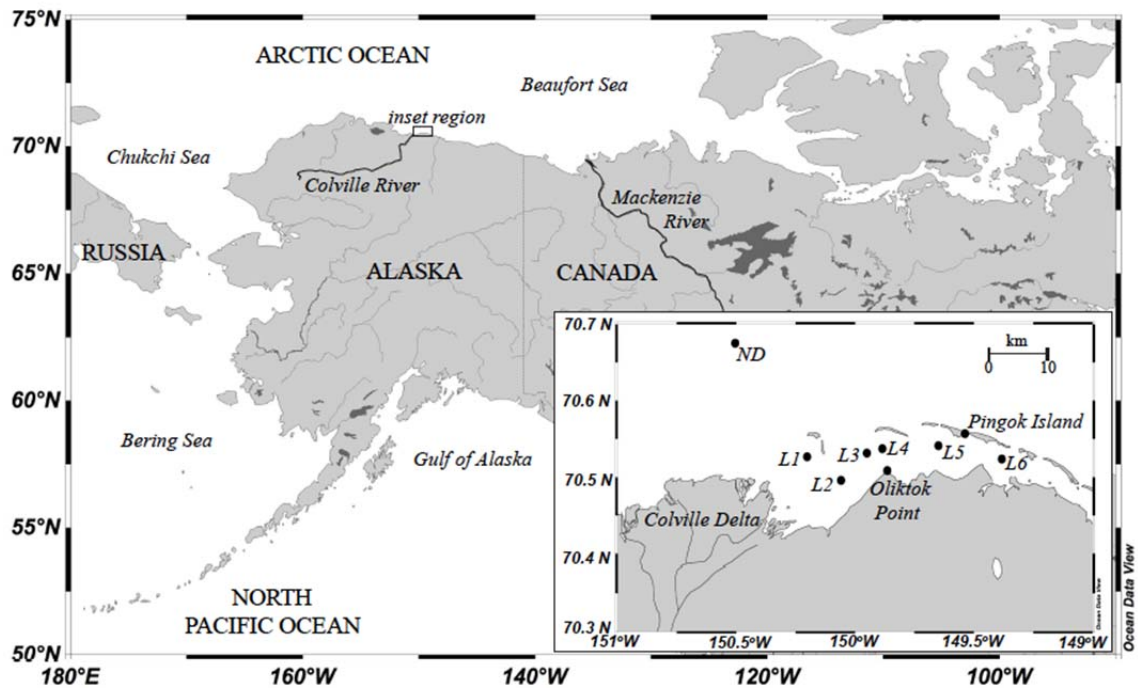 75°N
ARCTIC OCEAN
Beaufort Sea
inset region
70°N
Chukchi Sea
Colville River
Mackenzie
River
RUSSIA
ALASKA
CANADA
65°N
60°N
Bering Sea
Gulf of Alaska
55°N
NORTH
PACIFIC OCEAN
50°N
180°E
160°W
140°W
120°W
100°W
Ocean Data View
70.7 N
km
0 10
ND
70.6 N
Pingok Island
L1
L3
L4
L5
L6
L2
70.5 N
Oliktok
Point
Colville Delta
70.4 N
70.3 N
151°W
150.5°W
150°W
149.5°W
149°W
Ocean Data View